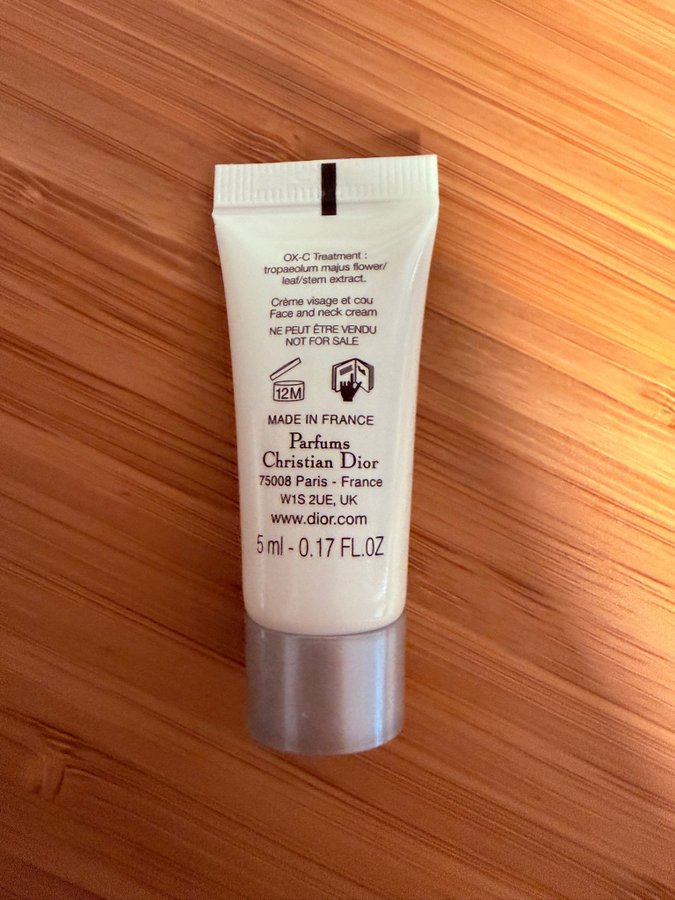 OX-C Treatment :
tropaeolum majus flower/
leaf/stem extract.
Crème visage et cou
Face and neck cream
NE PEUT ÊTRE VENDU
NOT FOR SALE
12M
MADE IN FRANCE
Parfums
Christian Dior
75008 Paris - France
W1S 2UE, UK
www.dior.com
5 ml - 0.17 FL.OZ